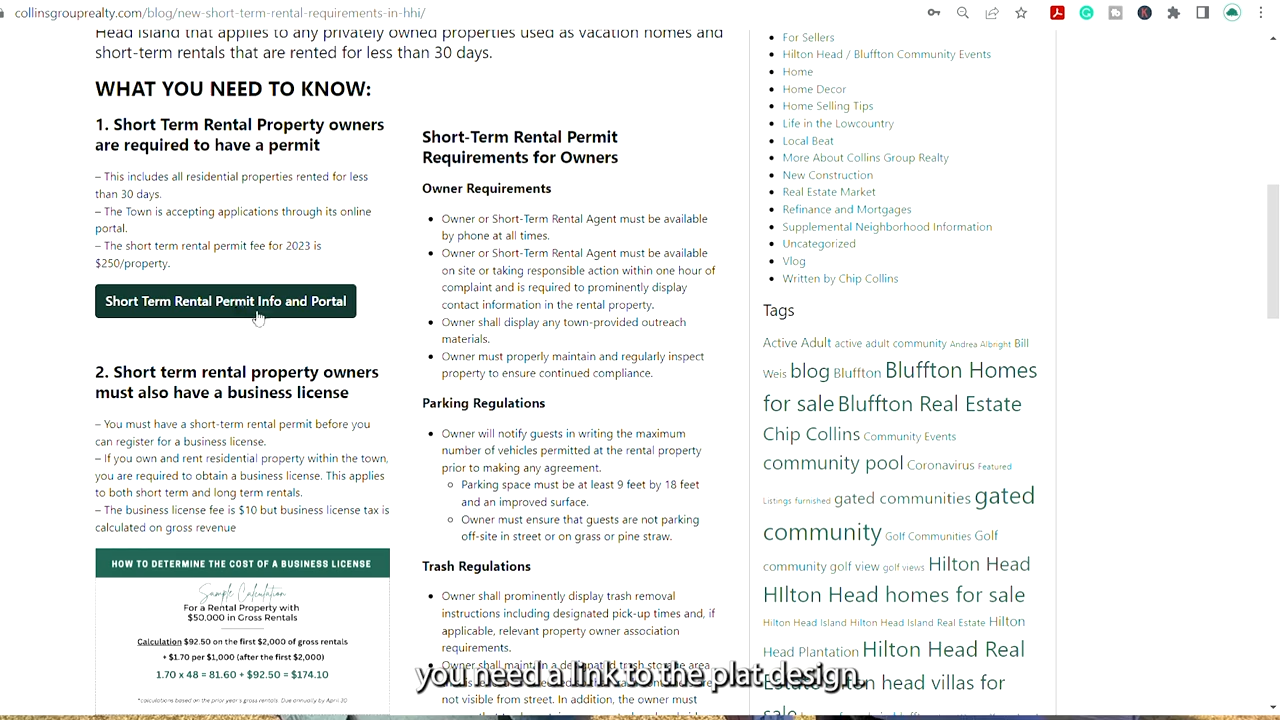 collinsgrouprealty.com/blog/new-short-term-rental-requirements-in-hhi/
Head Island that applies to any privately owned properties used as vacation homes and
short-term rentals that are rented for less than 30 days.
WHAT YOU NEED TO KNOW:
1. Short Term Rental Property owners
are required to have a permit
– This includes all residential properties rented for less
than 30 days.
– The Town is accepting applications through its online
portal.
– The short term rental permit fee for 2023 is
$250/property.
Short Term Rental Permit Info and Portal
2. Short term rental property owners
must also have a business license
– You must have a short-term rental permit before you
can register for a business license.
– If you own and rent residential property within the town,
you are required to obtain a business license. This applies
to both short term and long term rentals.
– The business license fee is $10 but business license tax is
calculated on gross revenue
HOW TO DETERMINE THE COST OF A BUSINESS LICENSE
Sample Calculation
For a Rental Property with
$50,000 in Gross Rentals
Calculation $92.50 on the first $2,000 of gross rentals
+ $1.70 per $1,000 (after the first $2,000)
1.70 x 48 = 81.60 + $92.50 = $174.10
*calculations based on the prior year's gross rentals. Due annually by April 30
Short-Term Rental Permit
Requirements for Owners
Owner Requirements
Owner or Short-Term Rental Agent must be available
by phone at all times.
Owner or Short-Term Rental Agent must be available
on site or taking responsible action within one hour of
complaint and is required to prominently display
contact information in the rental property.
Owner shall display any town-provided outreach
materials.
Owner must properly maintain and regularly inspect
property to ensure continued compliance.
Parking Regulations
Owner will notify guests in writing the maximum
number of vehicles permitted at the rental property
prior to making any agreement.
Parking space must be at least 9 feet by 18 feet
and an improved surface.
Owner must ensure that guests are not parking
off-site in street or on grass or pine straw.
Trash Regulations
Owner shall prominently display trash removal
instructions including designated pick-up times and, if
applicable, relevant property owner association
requirements.
Owner shall maintain a designated trash storage area
not visible from street. In addition, the owner must
you need a link to the plat design,
For Sellers
Hilton Head / Bluffton Community Events
Home
Home Decor
Home Selling Tips
Life in the Lowcountry
Local Beat
More About Collins Group Realty
New Construction
Real Estate Market
Refinance and Mortgages
Supplemental Neighborhood Information
Uncategorized
Vlog
Written by Chip Collins
Tags
Active Adult active adult community Andrea Albright Bill
Weis blog Bluffton Bluffton Homes
for sale Bluffton Real Estate
Chip Collins Community Events
community pool Coronavirus Featured
Listings furnished gated communities gated
community Golf Communities Golf
community golf view golf views Hilton Head
HIlton Head homes for sale
Hilton Head Island Hilton Head Island Real Estate Hilton
Head Plantation Hilton Head Real
hilton head villas for